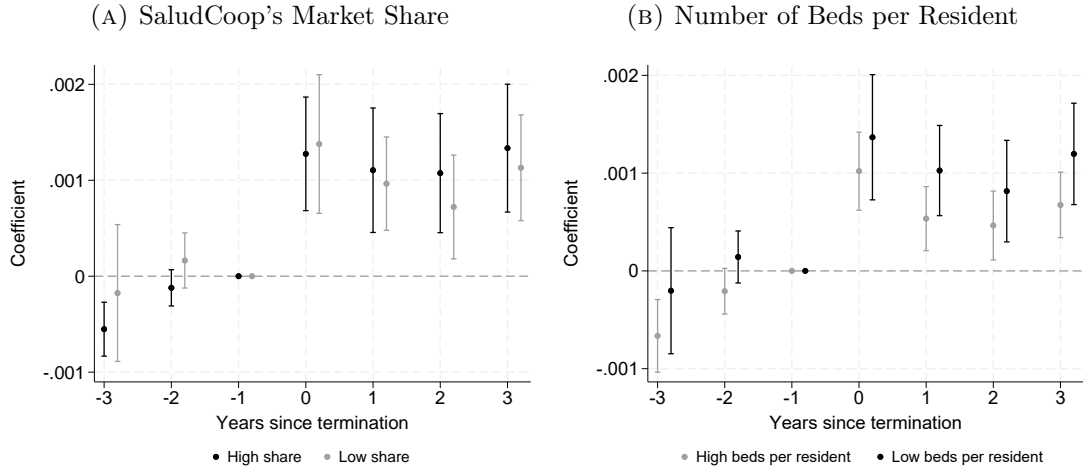 (A) SaludCoop's Market Share
.002
.001
0
-.001
Coefficient
-3 -2 -1 0 1 2 3
Years since termination
High share Low share
(B) Number of Beds per Resident
.002
.001
0
-.001
Coefficient
-3 -2 -1 0 1 2 3
Years since termination
High beds per resident Low beds per resident